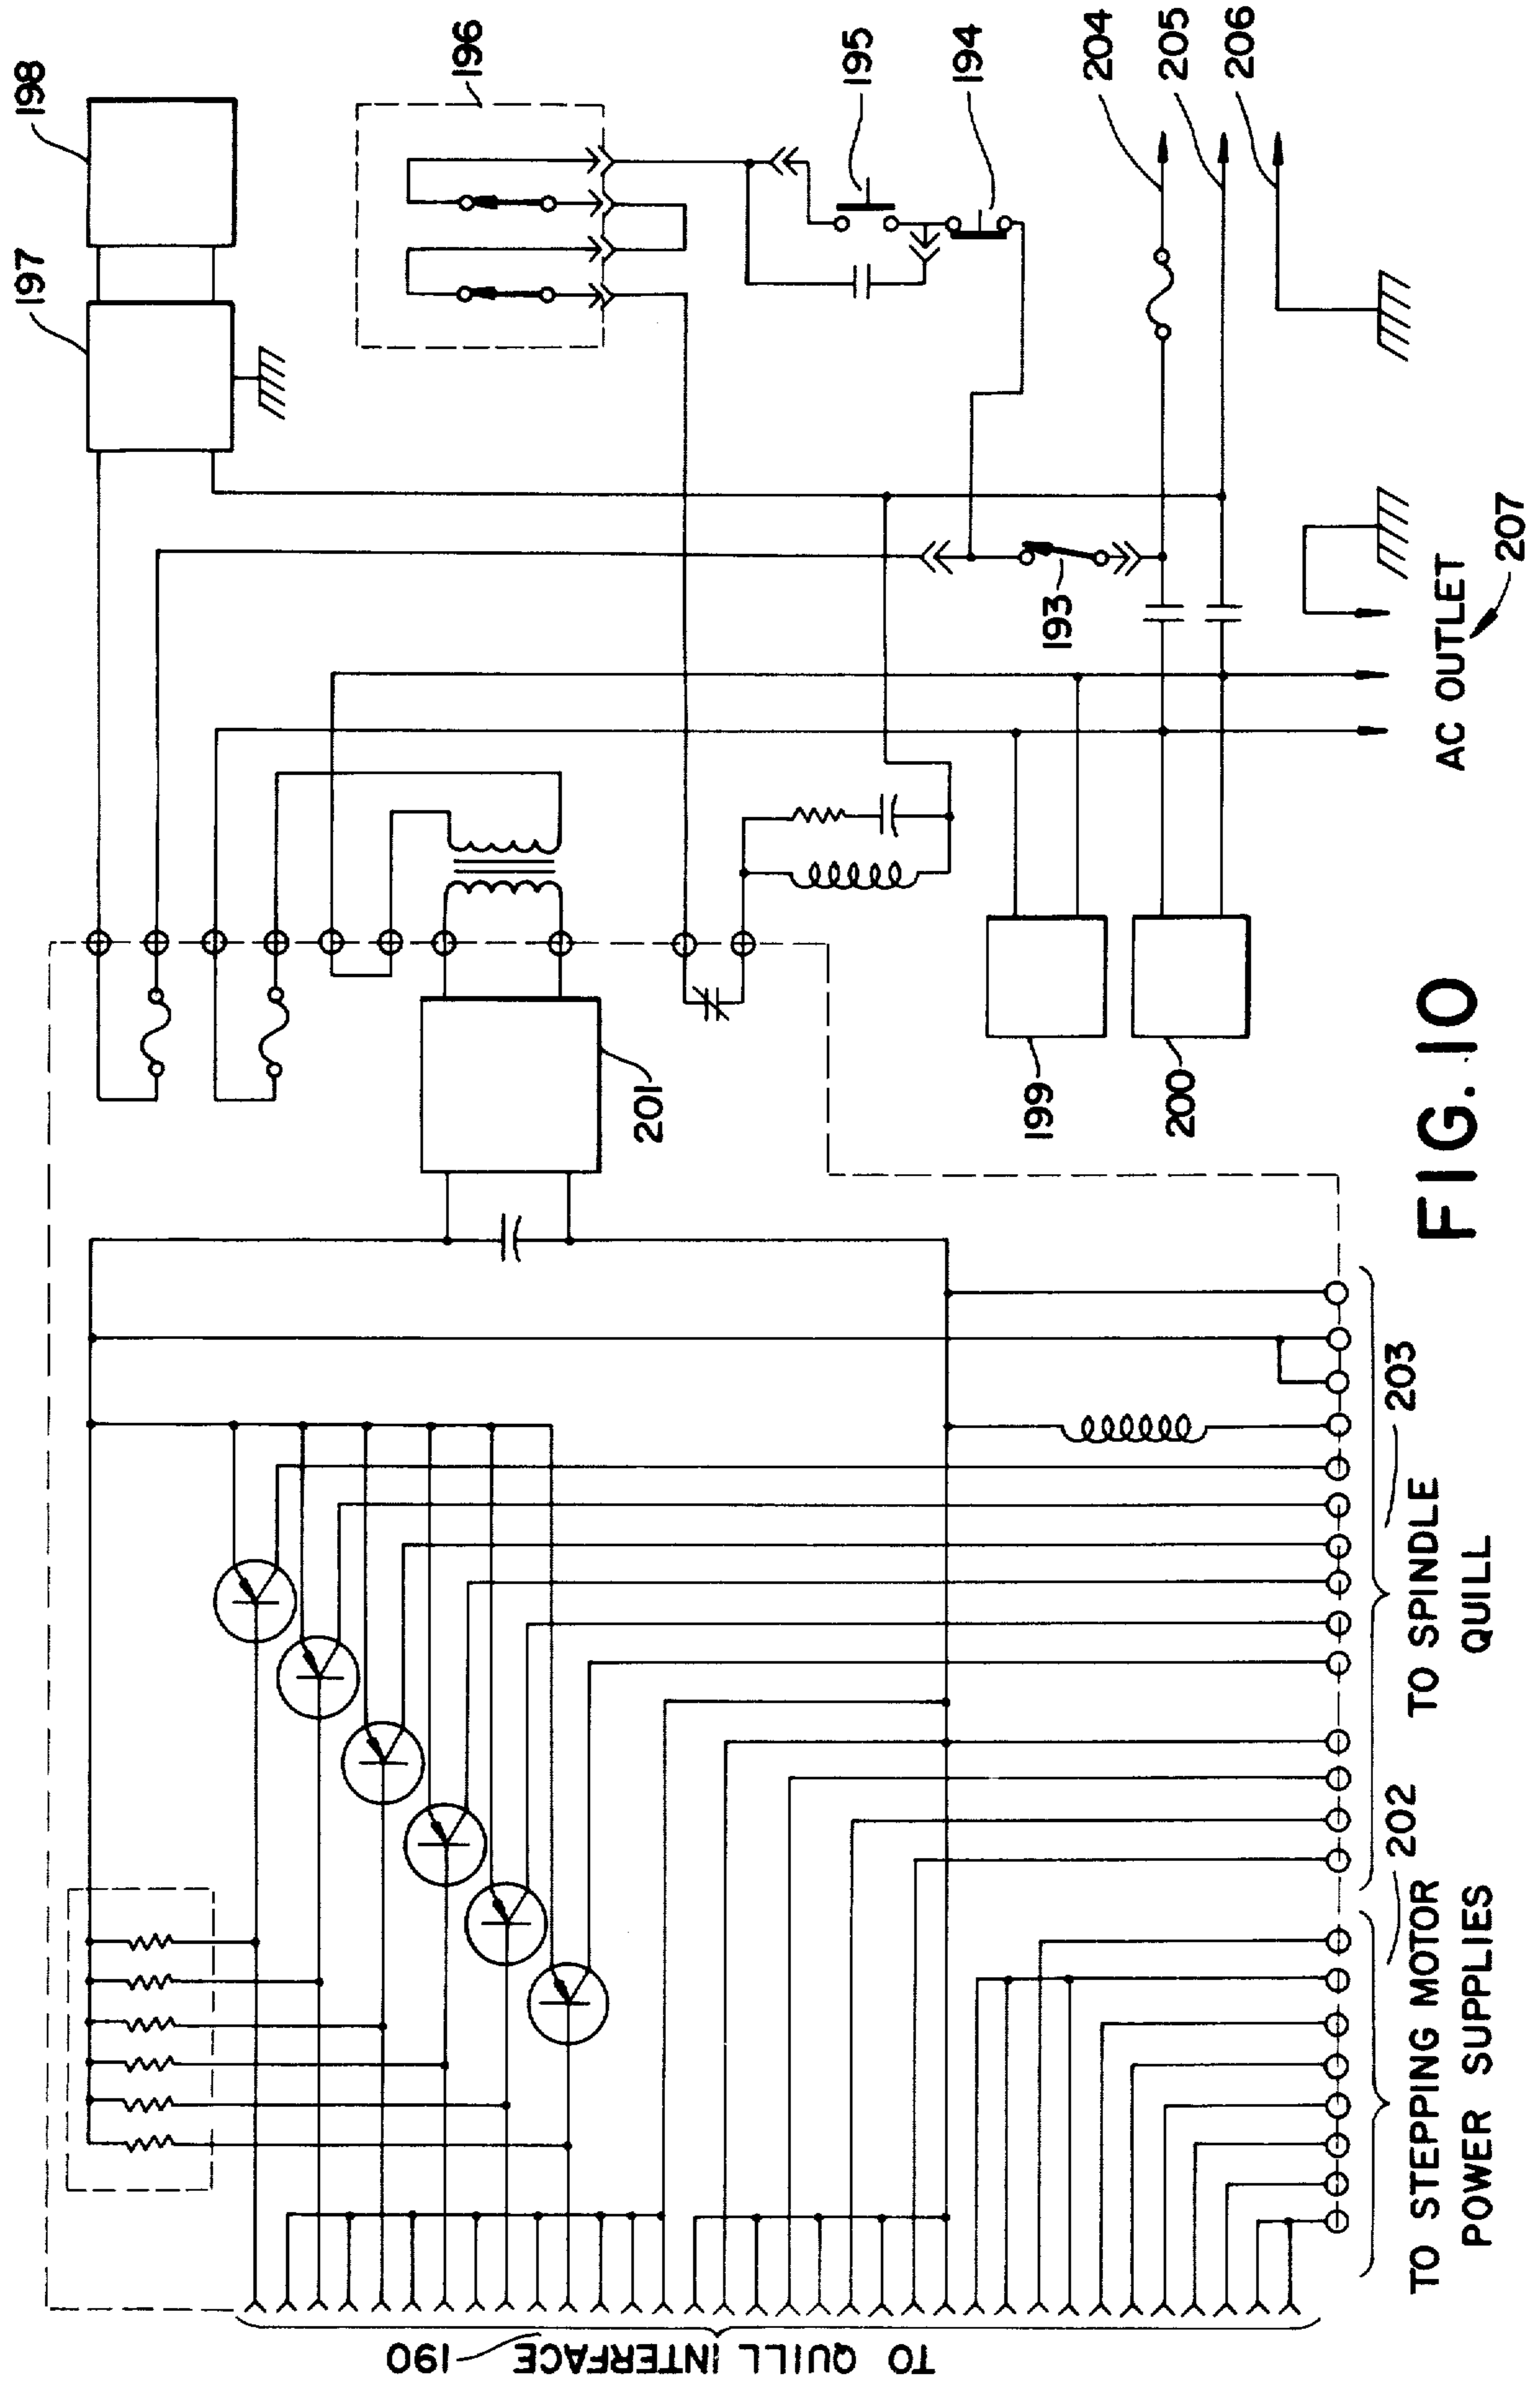 198
197
196
195
194
204
205
206
193
AC OUTLET
207
201
199
200
FIG. 10
203
TO SPINDLE
QUILL
202
TO STEPPING MOTOR
POWER SUPPLIES
TO QUILL INTERFACE
190